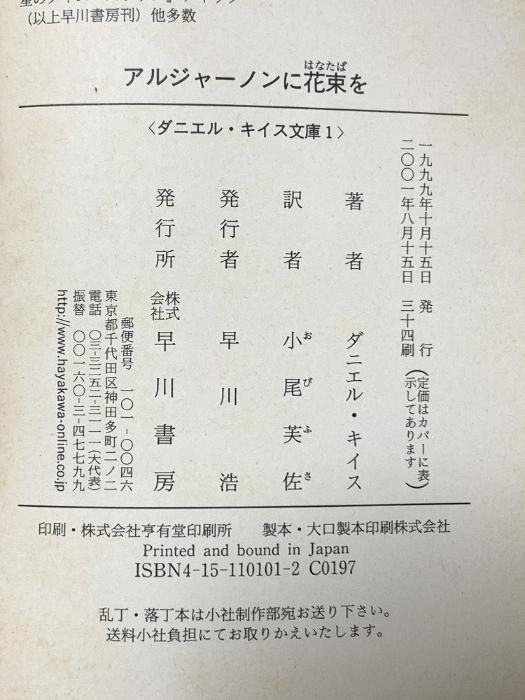 （以上早川書房刊）他多数
はなたば
アルジャーノンに花束を
〈ダニエル・キイス文庫1〉
一九九九年十月十五日　発　行
二〇〇一年八月十五日　三十四刷
（定価はカバーに表示してあります）
著者　ダニエル・キイス
訳者　小尾芙佐
お　び　ふ　さ
発行者　早川　浩
発行所　株式会社　早川書房
郵便番号　一〇一-〇〇四六
東京都千代田区神田多町二ノ二
電話　〇三-三二五二-三一一一（大代表）
振替　〇〇一六〇-三-四七七九九
http://www.hayakawa-online.co.jp
印刷・株式会社亨有堂印刷所　製本・大口製本印刷株式会社
Printed and bound in Japan
ISBN4-15-110101-2 C0197
乱丁・落丁本は小社制作部宛お送り下さい。
送料小社負担にてお取りかえいたします。